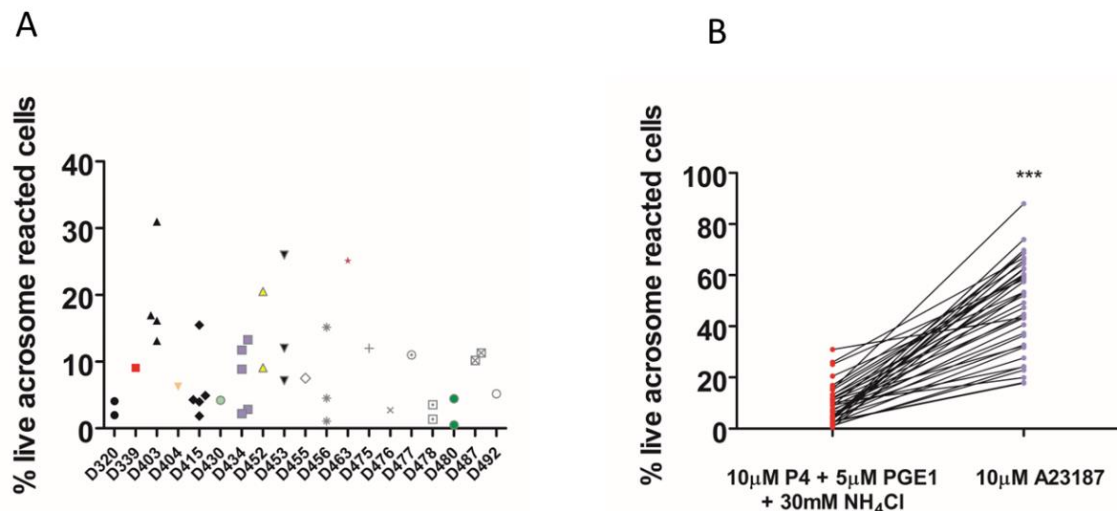 A
% live acrosome reacted cells
40
30
20
10
0
D320
D339
D403
D404
D415
D430
D434
D452
D453
D455
D456
D463
D475
D476
D477
D478
D480
D487
D492
B
% live acrosome reacted cells
100
80
60
40
20
0
***
10µM P4 + 5µM PGE1
+ 30mM NH₄Cl
10µM A23187